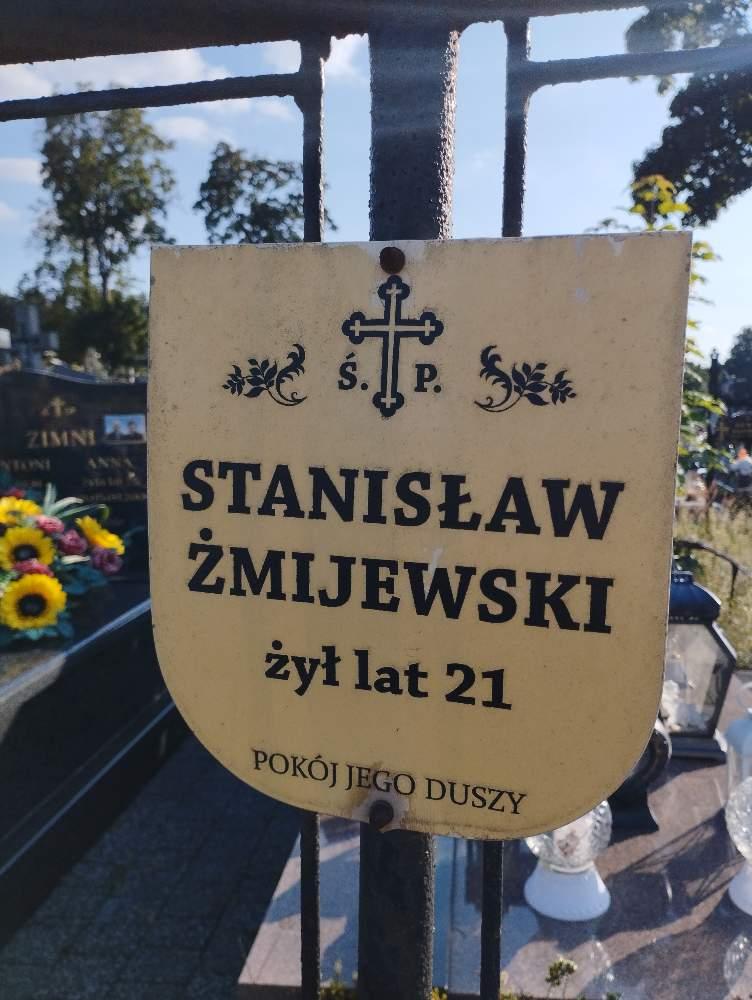 Ś. P.
STANISŁAW
ŻMIJEWSKI
żył lat 21
POKÓJ JEGO DUSZY
ZIMNI
ANNA